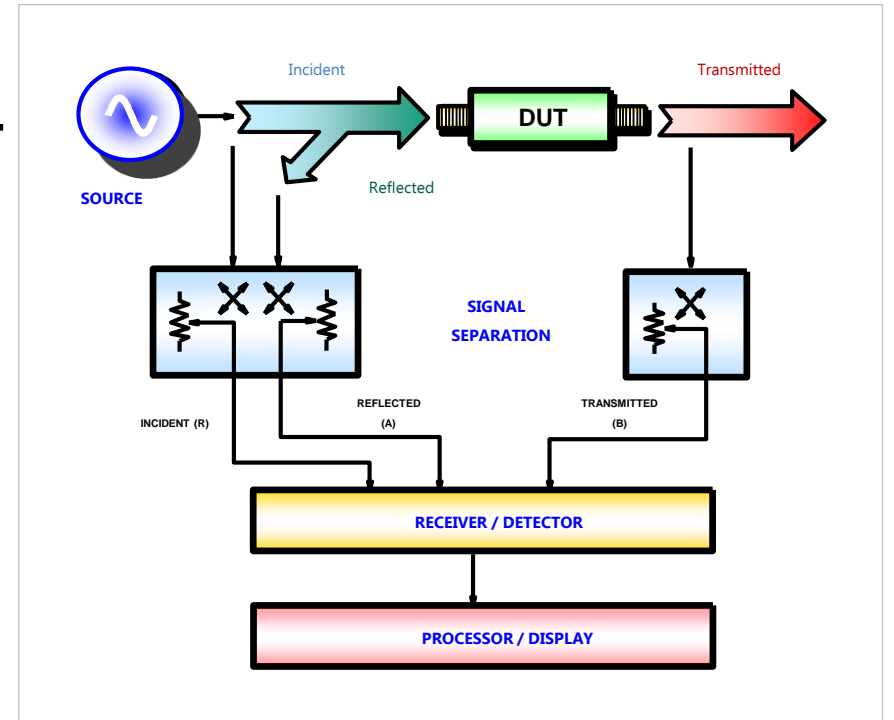 Incident
Transmitted
DUT
Reflected
SOURCE
SIGNAL
SEPARATION
REFLECTED
(A)
TRANSMITTED
(B)
INCIDENT (R)
RECEIVER / DETECTOR
PROCESSOR / DISPLAY